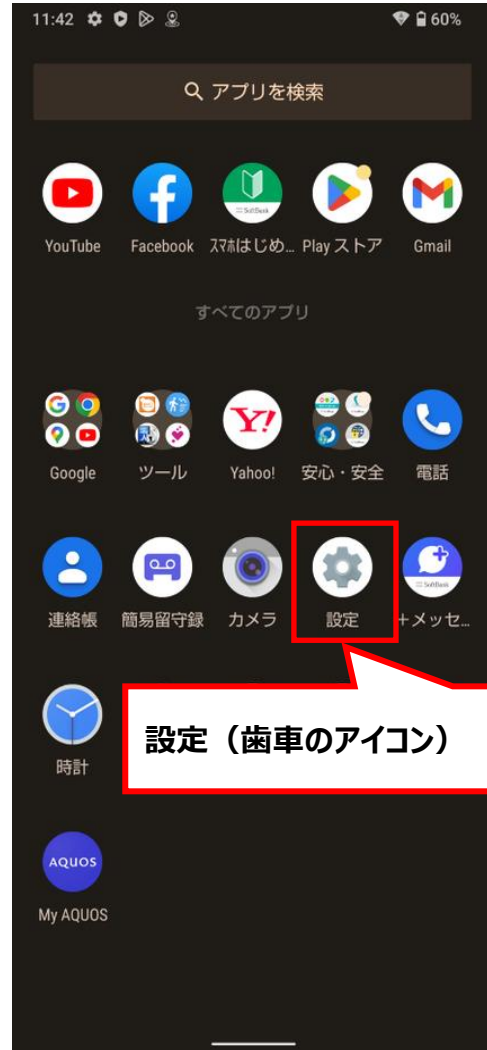 11:42
60%
アプリを検索
SoftBank
YouTube Facebook スマホはじめ... Play ストア Gmail
すべてのアプリ
Y!
Google ツール Yahoo! 安心・安全 電話
SoftBank
連絡帳 簡易留守録 カメラ 設定 +メッセ...
設定（歯車のアイコン）
時計
AQUOS
My AQUOS